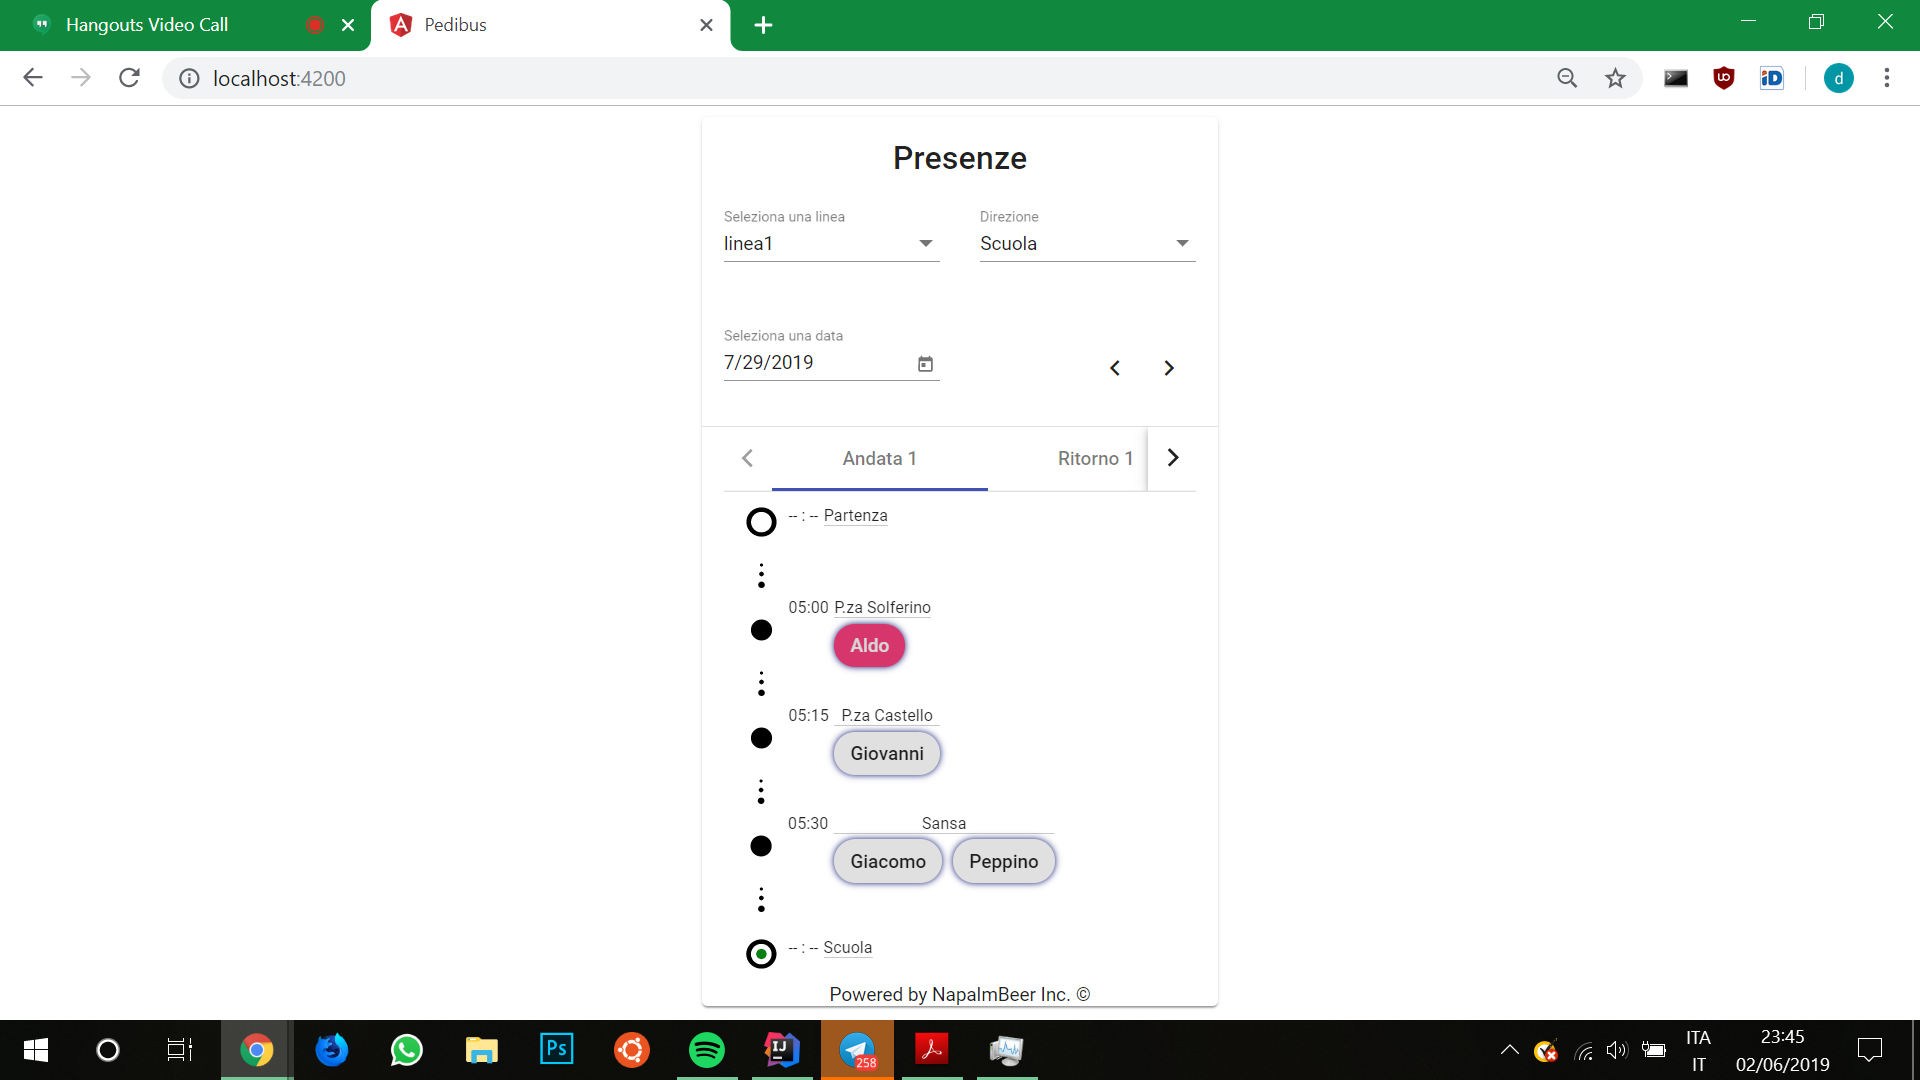 Hangouts Video Call
Pedibus
localhost:4200
d
Presenze
Seleziona una linea
Direzione
linea1
Scuola
Seleziona una data
7/29/2019
Andata 1
Ritorno 1
-- : -- Partenza
05:00 P.za Solferino
Aldo
05:15 P.za Castello
Giovanni
05:30 Sansa
Giacomo Peppino
-- : -- Scuola
Powered by NapalmBeer Inc. ©
Ps
IJ
258
ITA
IT
23:45
02/06/2019